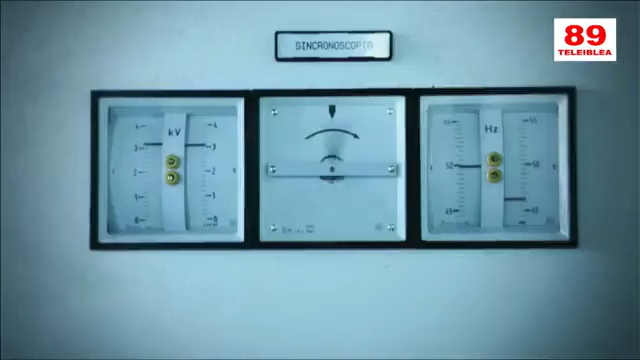 89
TELEIBLEA
SINCRONOSCOPIO
kV
4 4
3 3
2 2
1 1
0 0
Hz
55 55
50 50
45 45